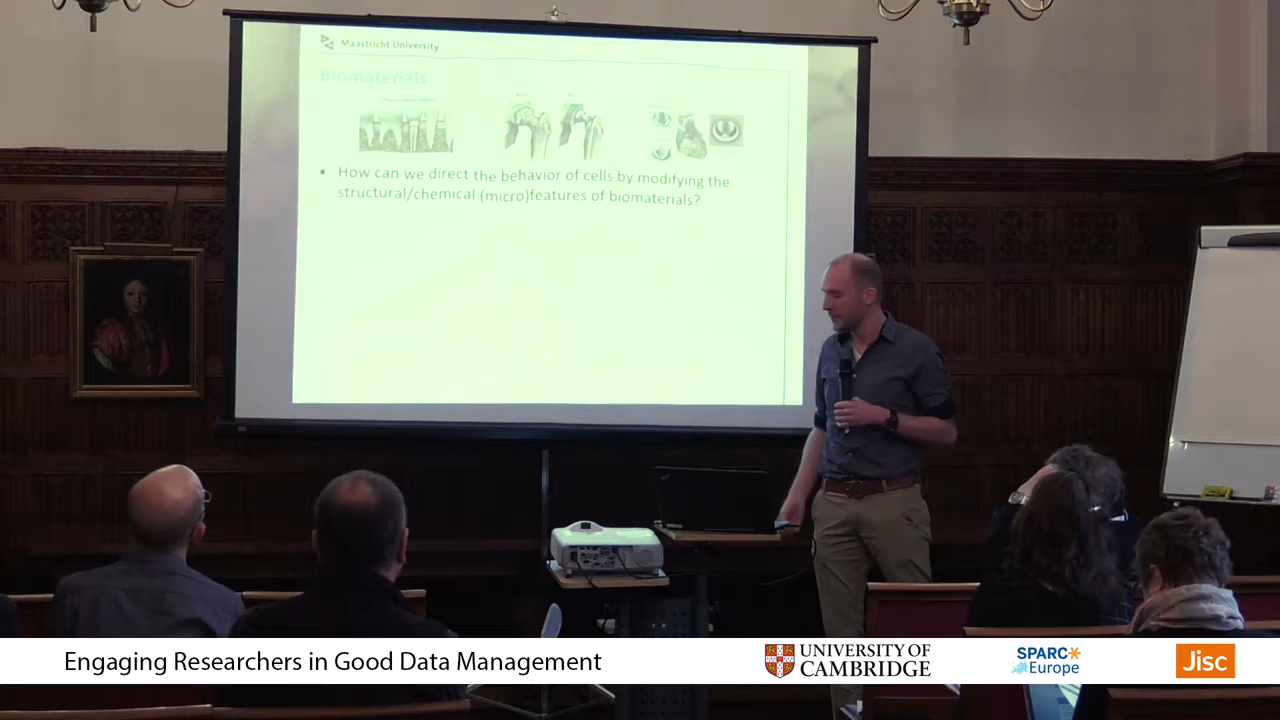 Maastricht University
Biomaterials
• How can we direct the behavior of cells by modifying the
structural/chemical (micro)features of biomaterials?
Engaging Researchers in Good Data Management
UNIVERSITY OF
CAMBRIDGE
SPARC
Europe
Jisc